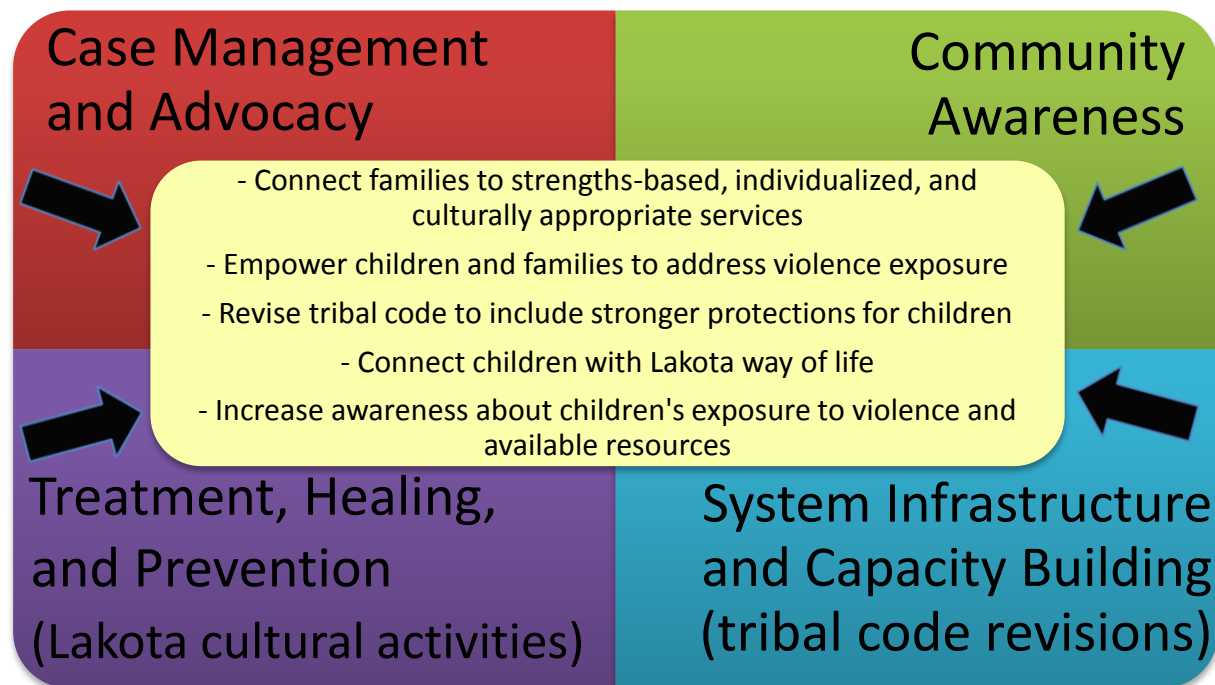 Case Management
and Advocacy
Community
Awareness
- Connect families to strengths-based, individualized, and
culturally appropriate services
- Empower children and families to address violence exposure
- Revise tribal code to include stronger protections for children
- Connect children with Lakota way of life
- Increase awareness about children's exposure to violence and
available resources
Treatment, Healing,
and Prevention
(Lakota cultural activities)
System Infrastructure
and Capacity Building
(tribal code revisions)